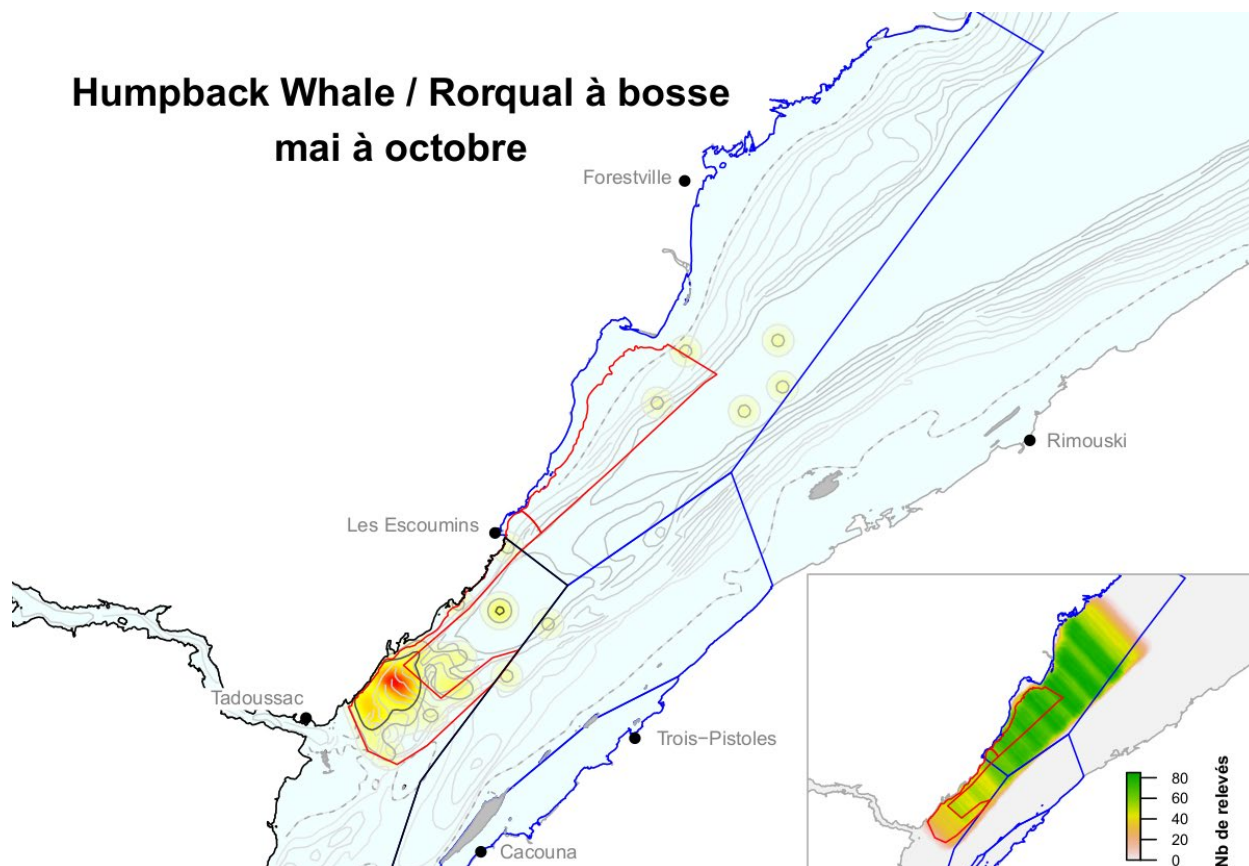 Humpback Whale / Rorqual à bosse
mai à octobre
Forestville
Rimouski
Les Escoumins
Tadoussac
Trois−Pistoles
Cacouna
80
60
40
20
0
Nb de relevés